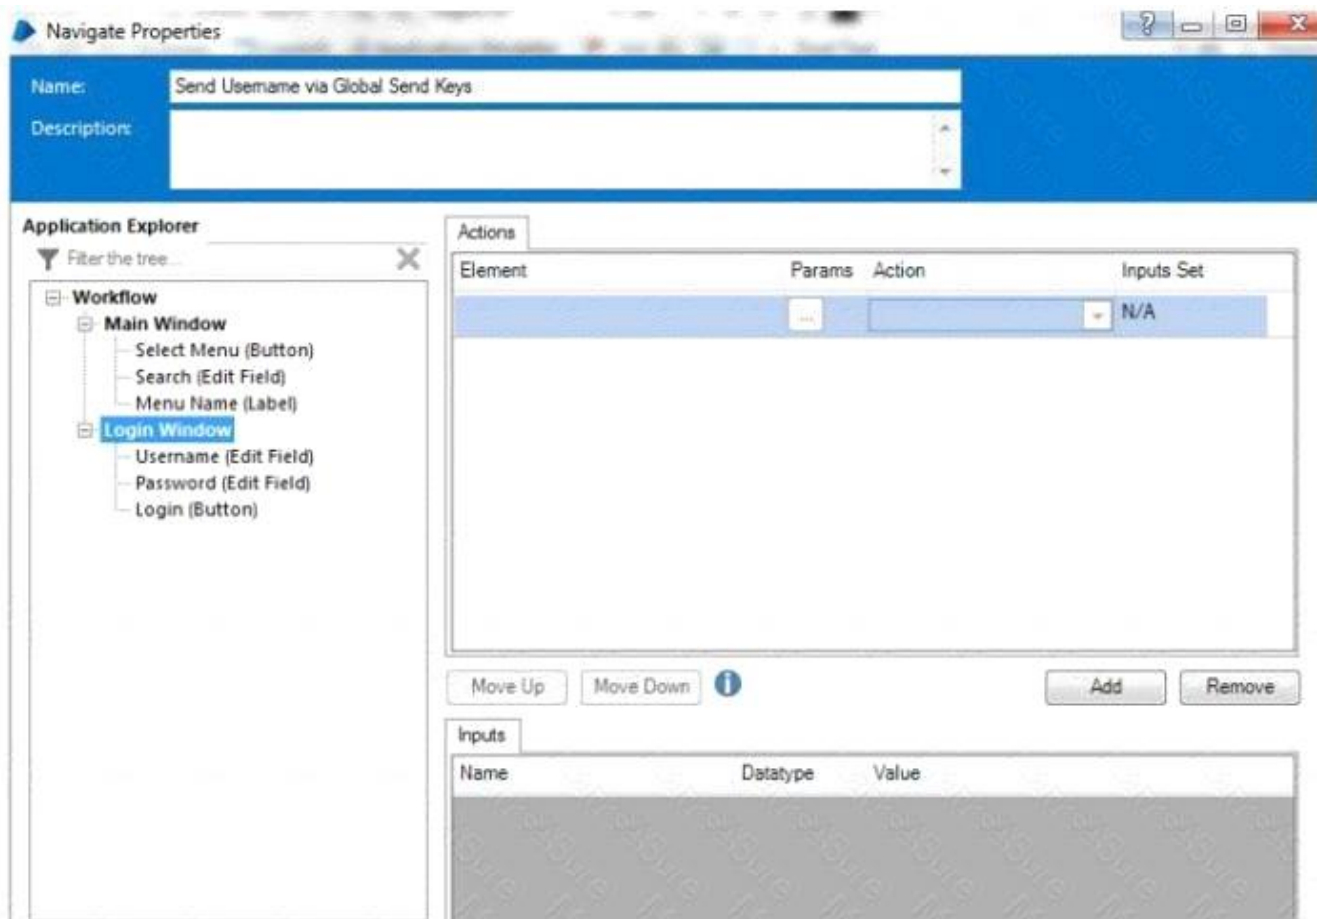 Navigate Properties
Name:
Send Username via Global Send Keys
Description:
Application Explorer
Filter the tree...
Workflow
Main Window
Select Menu (Button)
Search (Edit Field)
Menu Name (Label)
Login Window
Username (Edit Field)
Password (Edit Field)
Login (Button)
Actions
Element Params Action Inputs Set
... N/A
Move Up Move Down Add Remove
Inputs
Name Datatype Value